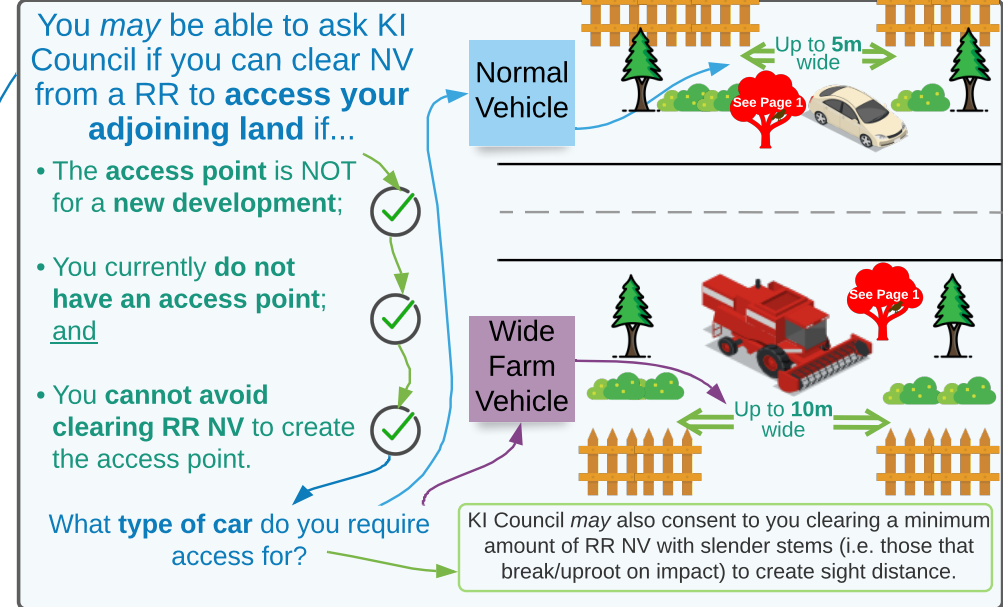 You may be able to ask KI
Council if you can clear NV
from a RR to access your
adjoining land if...
• The access point is NOT
for a new development;
• You currently do not
have an access point;
and
• You cannot avoid
clearing RR NV to create
the access point.
What type of car do you require
access for?
Normal
Vehicle
Up to 5m
wide
See Page 1
Wide
Farm
Vehicle
See Page 1
Up to 10m
wide
KI Council may also consent to you clearing a minimum
amount of RR NV with slender stems (i.e. those that
break/uproot on impact) to create sight distance.